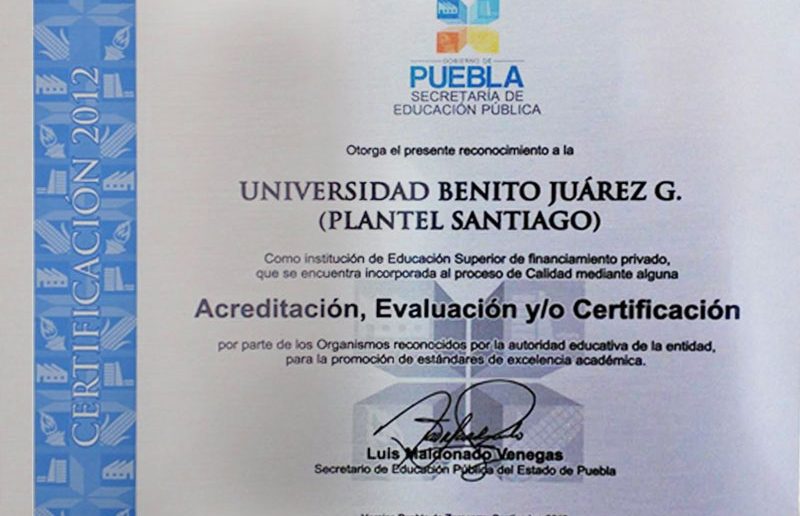 GOBIERNO DE
PUEBLA
SECRETARÍA DE
EDUCACIÓN PÚBLICA
Otorga el presente reconocimiento a la
UNIVERSIDAD BENITO JUÁREZ G.
(PLANTEL SANTIAGO)
Como institución de Educación Superior de financiamiento privado,
que se encuentra incorporada al proceso de Calidad mediante alguna
Acreditación, Evaluación y/o Certificación
por parte de los Organismos reconocidos por la autoridad educativa de la entidad,
para la promoción de estándares de excelencia académica.
Luis Maldonado Venegas
Secretario de Educación Pública del Estado de Puebla
CERTIFICACIÓN 2012